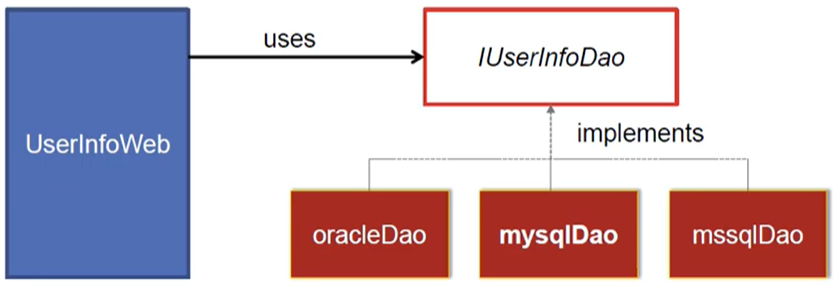 uses
IUserInfoDao
UserInfoWeb
implements
oracleDao
mysqlDao
mssqlDao